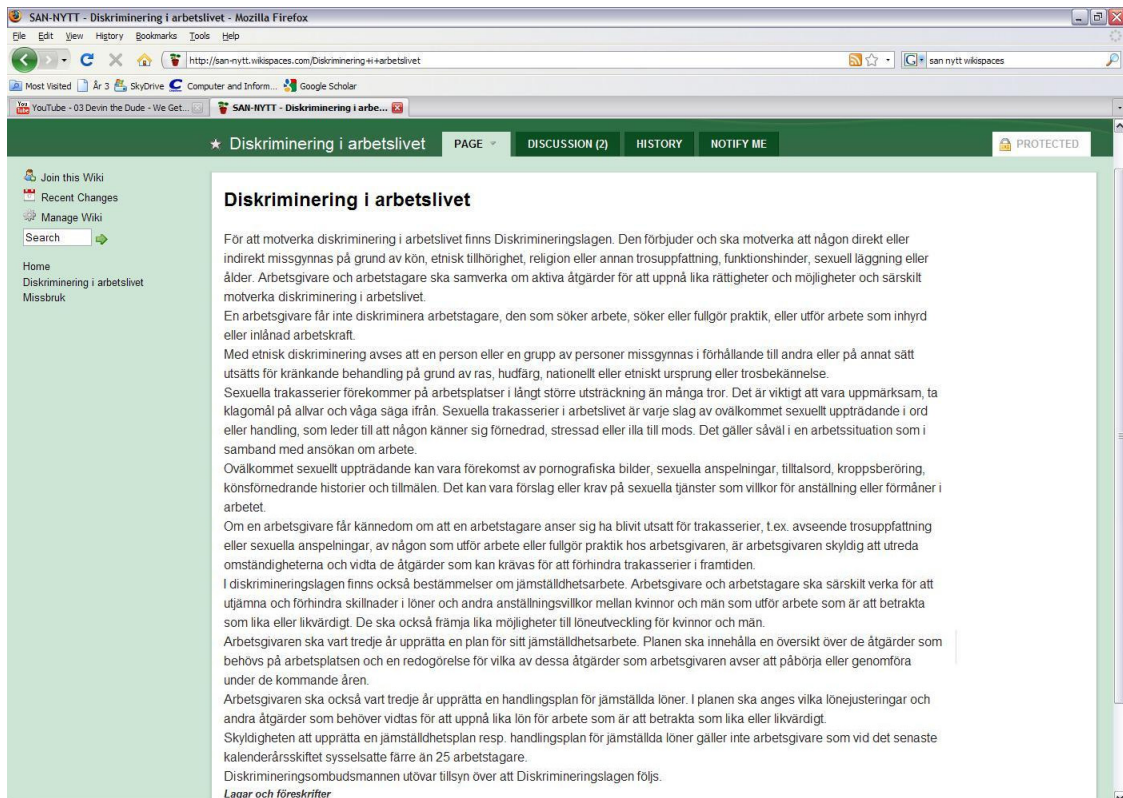 SAN-NYTT - Diskriminering i arbetslivet - Mozilla Firefox
File Edit View History Bookmarks Tools Help
http://san-nytt.wikispaces.com/Diskriminering+i+arbetslivet
san nytt wikispaces
Most Visited År 3 SkyDrive Computer and Inform... Google Scholar
YouTube - 03 Devin the Dude - We Get... SAN-NYTT - Diskriminering i arbe...
Diskriminering i arbetslivet PAGE DISCUSSION (2) HISTORY NOTIFY ME PROTECTED
Join this Wiki
Recent Changes
Manage Wiki
Search
Home
Diskriminering i arbetslivet
Missbruk
Diskriminering i arbetslivet
För att motverka diskriminering i arbetslivet finns Diskrimineringslagen. Den förbjuder och ska motverka att någon direkt eller
indirekt missgynnas på grund av kön, etnisk tillhörighet, religion eller annan trosuppfattning, funktionshinder, sexuell läggning eller
ålder. Arbetsgivare och arbetstagare ska samverka om aktiva åtgärder för att uppnå lika rättigheter och möjligheter och särskilt
motverka diskriminering i arbetslivet.
En arbetsgivare får inte diskriminera arbetstagare, den som söker arbete, söker eller fullgör praktik, eller utför arbete som inhyrd
eller inlånad arbetskraft.
Med etnisk diskriminering avses att en person eller en grupp av personer missgynnas i förhållande till andra eller på annat sätt
utsätts för kränkande behandling på grund av ras, hudfärg, nationellt eller etniskt ursprung eller trosbekännelse.
Sexuella trakasserier förekommer på arbetsplatser i långt större utsträckning än många tror. Det är viktigt att vara uppmärksam, ta
klagomål på allvar och våga säga ifrån. Sexuella trakasserier i arbetslivet är varje slag av ovälkommet sexuellt uppträdande i ord
eller handling, som leder till att någon känner sig förnedrad, stressad eller illa till mods. Det gäller såväl i en arbetssituation som i
samband med ansökan om arbete.
Ovälkommet sexuellt uppträdande kan vara förekomst av pornografiska bilder, sexuella anspelningar, tilltalsord, kroppsberöring,
könsförnedrande historier och tillmälen. Det kan vara förslag eller krav på sexuella tjänster som villkor för anställning eller förmåner i
arbetet.
Om en arbetsgivare får kännedom om att en arbetstagare anser sig ha blivit utsatt för trakasserier, t.ex. avseende trosuppfattning
eller sexuella anspelningar, av någon som utför arbete eller fullgör praktik hos arbetsgivaren, är arbetsgivaren skyldig att utreda
omständigheterna och vidta de åtgärder som kan krävas för att förhindra trakasserier i framtiden.
I diskrimineringslagen finns också bestämmelser om jämställdhetsarbete. Arbetsgivare och arbetstagare ska särskilt verka för att
utjämna och förhindra skillnader i löner och andra anställningsvillkor mellan kvinnor och män som utför arbete som är att betrakta
som lika eller likvärdigt. De ska också främja lika möjligheter till löneutveckling för kvinnor och män.
Arbetsgivaren ska vart tredje år upprätta en plan för sitt jämställdhetsarbete. Planen ska innehålla en översikt över de åtgärder som
behövs på arbetsplatsen och en redogörelse för vilka av dessa åtgärder som arbetsgivaren avser att påbörja eller genomföra
under de kommande åren.
Arbetsgivaren ska också vart tredje år upprätta en handlingsplan för jämställda löner. I planen ska anges vilka lönejusteringar och
andra åtgärder som behöver vidtas för att uppnå lika lön för arbete som är att betrakta som lika eller likvärdigt.
Skyldigheten att upprätta en jämställdhetsplan resp. handlingsplan för jämställda löner gäller inte arbetsgivare som vid det senaste
kalenderårsskiftet sysselsatte färre än 25 arbetstagare.
Diskrimineringsombudsmannen utövar tillsyn över att Diskrimineringslagen följs.
Lagar och föreskrifter